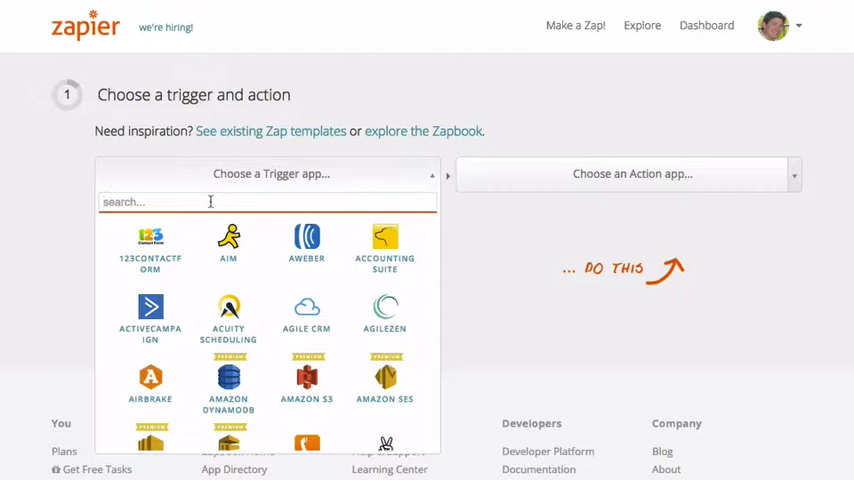 zapier
we're hiring!
Make a Zap!
Explore
Dashboard
1
Choose a trigger and action
Need inspiration? See existing Zap templates or explore the Zapbook.
Choose a Trigger app...
Choose an Action app...
search...
123 Contact Form
123CONTACTF
ORM
AIM
AWEBER
ACCOUNTING
SUITE
... DO THIS
ACTIVECAMPA
IGN
ACUITY
SCHEDULING
AGILE CRM
AGILEZEN
PREMIUM
PREMIUM
PREMIUM
AIRBRAKE
AMAZON
DYNAMODB
AMAZON S3
AMAZON SES
PREMIUM
PREMIUM
You
Developers
Company
Plans
Developer Platform
Blog
Get Free Tasks
App Directory
Learning Center
Documentation
About